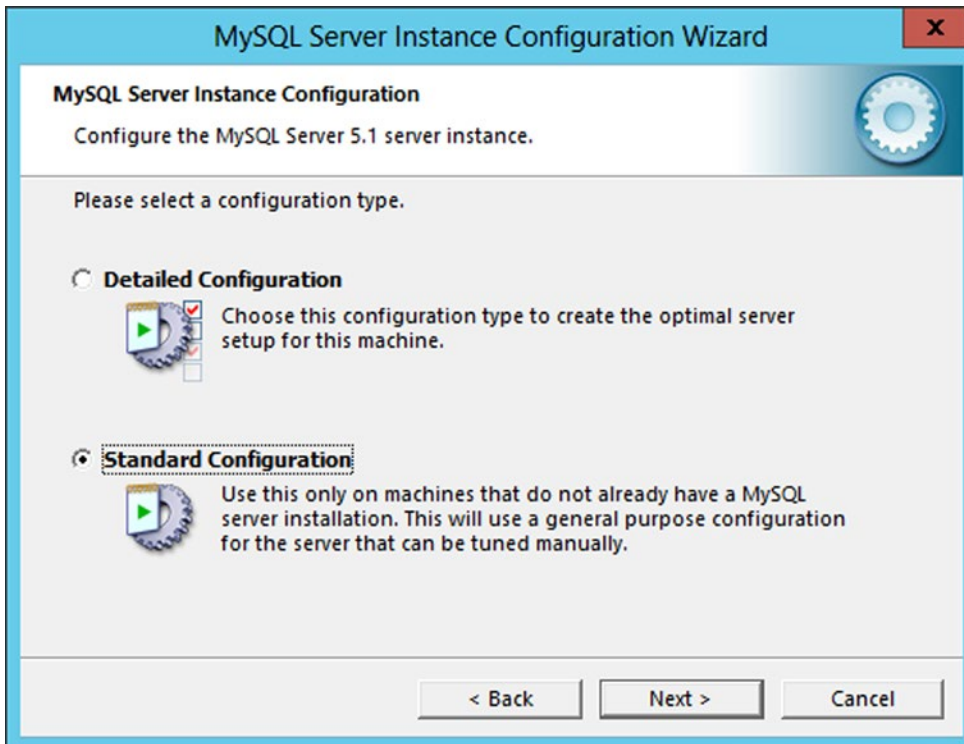 MySQL Server Instance Configuration Wizard
x
MySQL Server Instance Configuration
Configure the MySQL Server 5.1 server instance.
Please select a configuration type.
Detailed Configuration
Choose this configuration type to create the optimal server
setup for this machine.
Standard Configuration
Use this only on machines that do not already have a MySQL
server installation. This will use a general purpose configuration
for the server that can be tuned manually.
< Back
Next >
Cancel